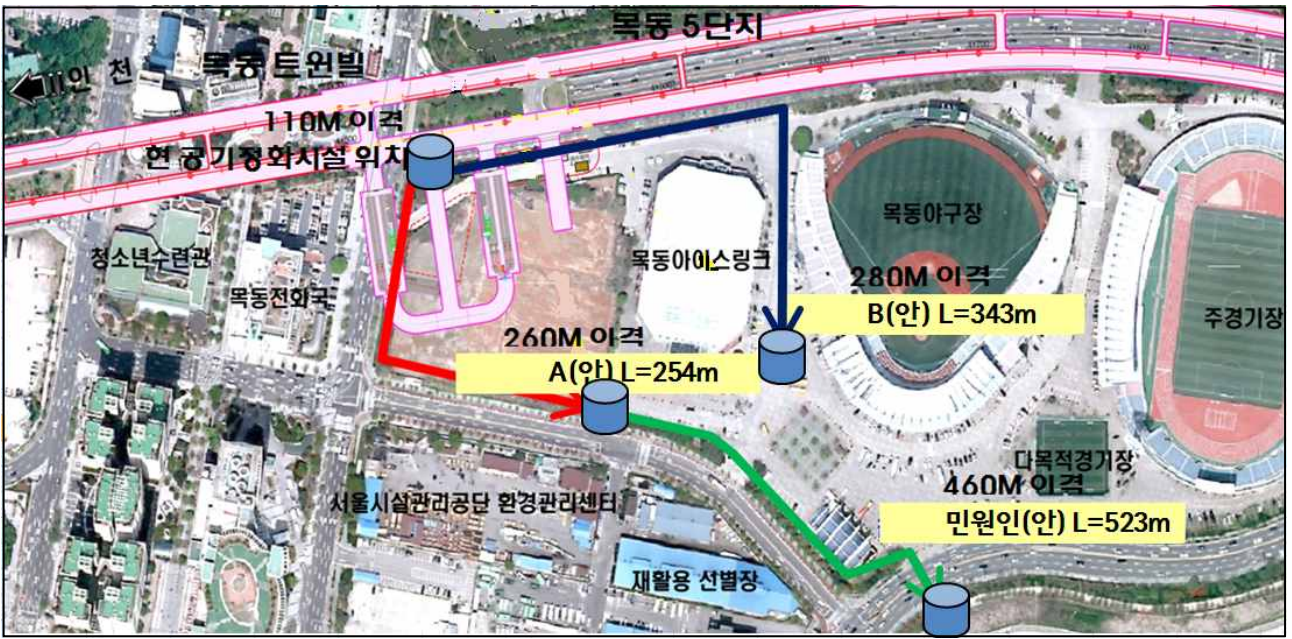 목동 5단지
인 천
목동 트윈빌
110M 이격
현 공기정화시설 위치
청소년수련관
목동전화국
목동아이스링크
목동야구장
280M 이격
B(안) L=343m
주경기장
260M 이격
A(안) L=254m
다목적경기장
460M 이격
민원인(안) L=523m
서울시설관리공단 환경관리센터
재활용 선별장